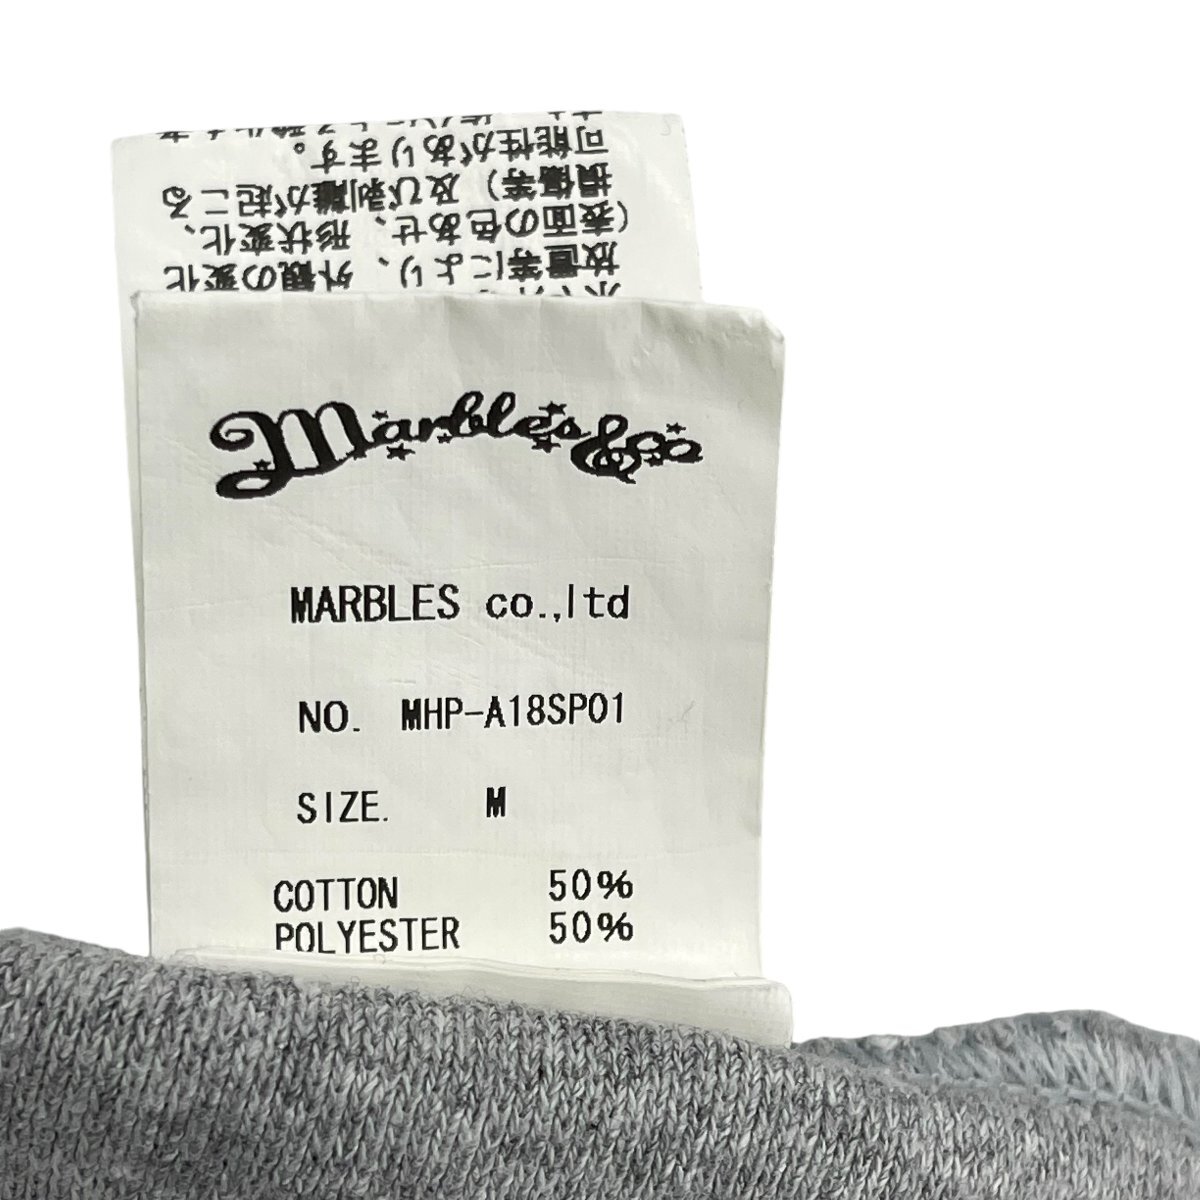 放置等により、外観の変化
(表面の色あせ、形状変化、
損傷等) 及び剥離が起こる
可能性があります。
Marbles&Co
MARBLES co.,ltd
NO. MHP-A18SP01
SIZE. M
COTTON 50%
POLYESTER 50%